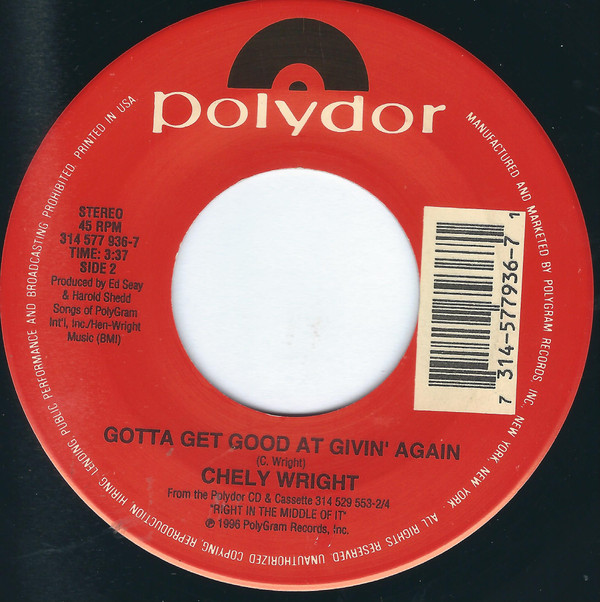 polydor
STEREO
45 RPM
314 577 936-7
TIME: 3:37
SIDE 2
Produced by Ed Seay
& Harold Shedd
Songs of PolyGram
Int'l, Inc./Hen-Wright
Music (BMI)
7 314-577936-7 1
GOTTA GET GOOD AT GIVIN' AGAIN
(C. Wright)
CHELY WRIGHT
From the Polydor CD & Cassette 314 529 553-2/4
"RIGHT IN THE MIDDLE OF IT"
℗ 1996 PolyGram Records, Inc.
MANUFACTURED AND MARKETED BY POLYGRAM RECORDS, INC. NEW YORK, NEW YORK. ALL RIGHTS RESERVED. UNAUTHORIZED COPYING, REPRODUCTION, HIRING, LENDING, PUBLIC PERFORMANCE AND BROADCASTING PROHIBITED. PRINTED IN USA